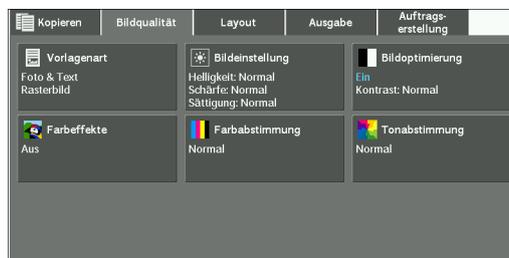 Kopieren
Bildqualität
Layout
Ausgabe
Auftrags-
erstellung
Vorlagenart
Foto & Text
Rasterbild
Bildeinstellung
Helligkeit: Normal
Schärfe: Normal
Sättigung: Normal
Bildoptimierung
Ein
Kontrast: Normal
Farbeffekte
Aus
Farbabstimmung
Normal
Tonabstimmung
Normal